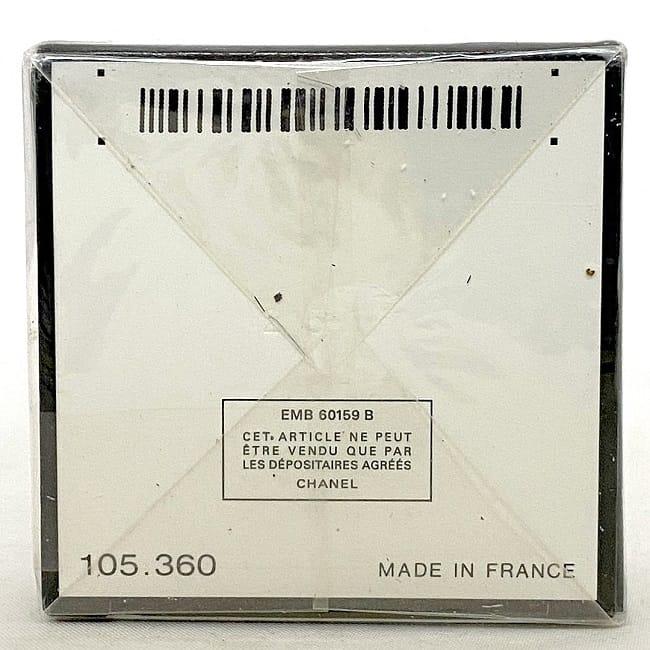 EMB 60159 B
CET ARTICLE NE PEUT
ÊTRE VENDU QUE PAR
LES DÉPOSITAIRES AGRÉÉS
CHANEL
105.360
MADE IN FRANCE